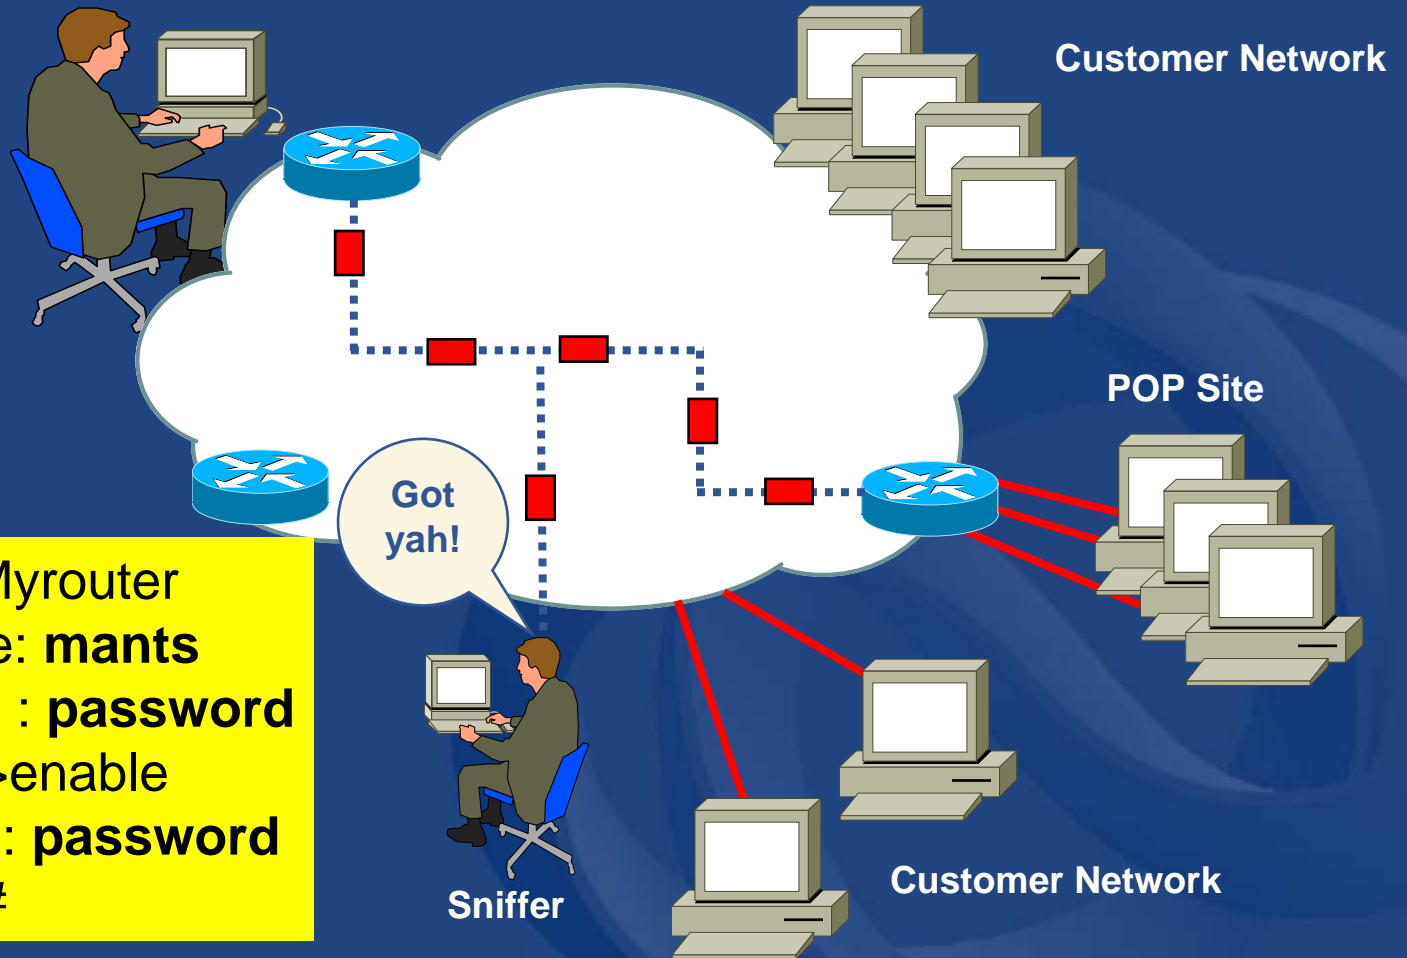 Customer Network
POP Site
Got
yah!
Myrouter
e: mants
: password
>enable
: password
#
Sniffer
Customer Network